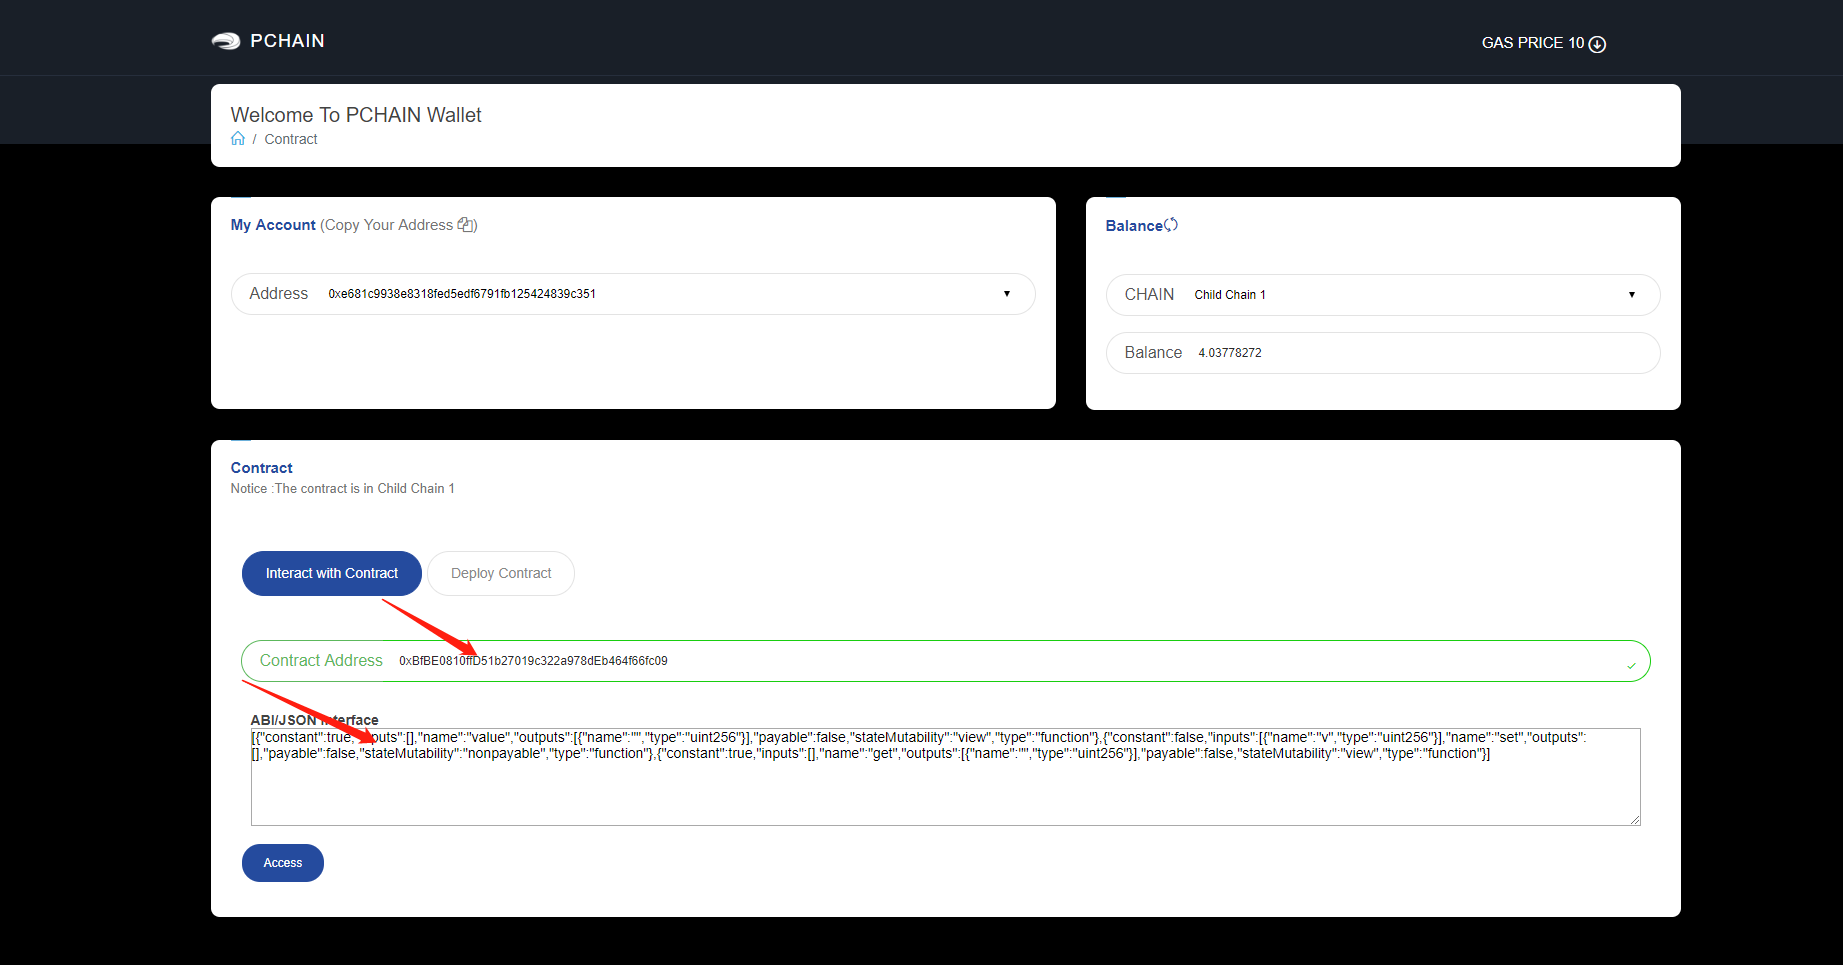 PCHAIN
GAS PRICE 10
Welcome To PCHAIN Wallet
/ Contract
My Account (Copy Your Address )
Address 0xe681c9938e8318fed5edf6791fb125424839c351
Balance
CHAIN Child Chain 1
Balance 4.03778272
Contract
Notice :The contract is in Child Chain 1
Interact with Contract Deploy Contract
Contract Address 0xBfBE0810ffD51b27019c322a978dEb464f66fc09
ABI/JSON Interface
[{"constant":true,"inputs":[],"name":"value","outputs":[{"name":"","type":"uint256"}],"payable":false,"stateMutability":"view","type":"function"},{"constant":false,"inputs":[{"name":"v","type":"uint256"}],"name":"set","outputs":
[],"payable":false,"stateMutability":"nonpayable","type":"function"},{"constant":true,"inputs":[],"name":"get","outputs":[{"name":"","type":"uint256"}],"payable":false,"stateMutability":"view","type":"function"}]
Access